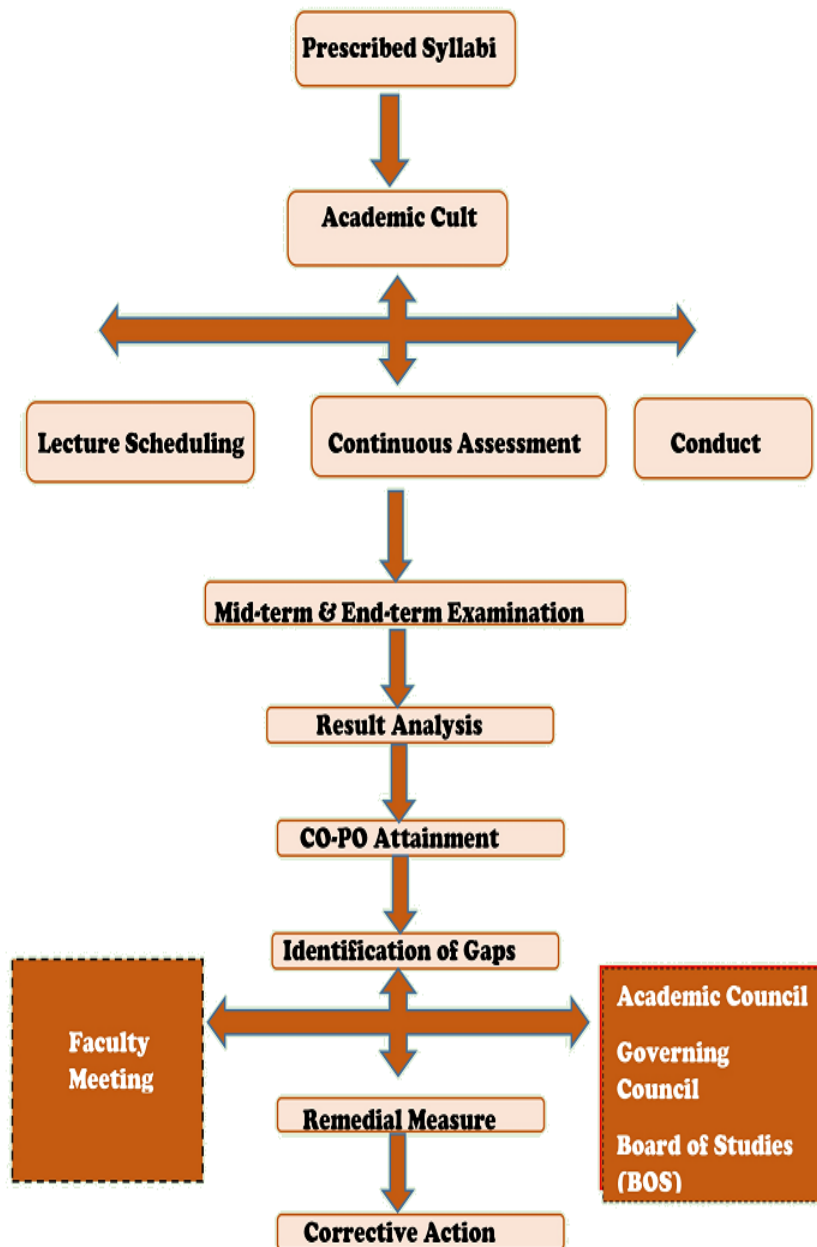 Prescribed Syllabi
Academic Cult
Lecture Scheduling
Continuous Assessment
Conduct
Mid-term & End-term Examination
Result Analysis
CO-PO Attainment
Identification of Gaps
Faculty
Meeting
Academic Council
Governing
Council
Board of Studies
(BOS)
Remedial Measure
Corrective Action